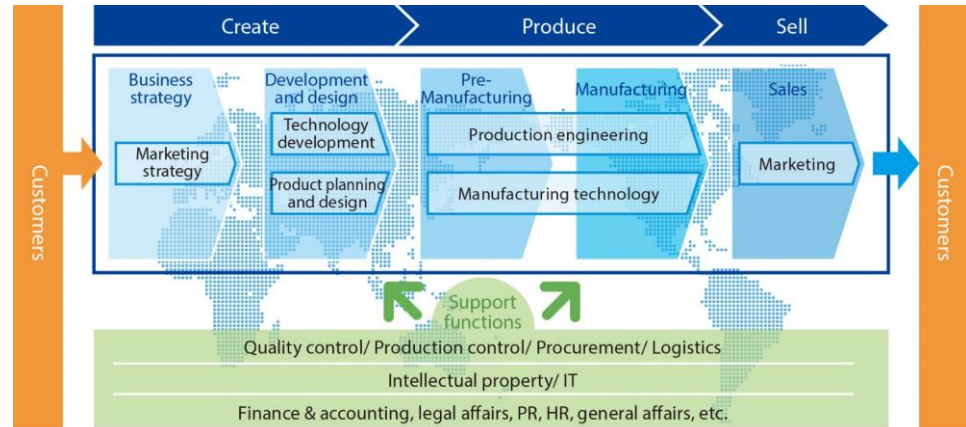 Create
Produce
Sell
Customers
Business
strategy
Marketing
strategy
Development
and design
Technology
development
Product planning
and design
Pre-
Manufacturing
Manufacturing
Production engineering
Manufacturing technology
Sales
Marketing
Customers
Support
functions
Quality control/ Production control/ Procurement/ Logistics
Intellectual property/ IT
Finance & accounting, legal affairs, PR, HR, general affairs, etc.